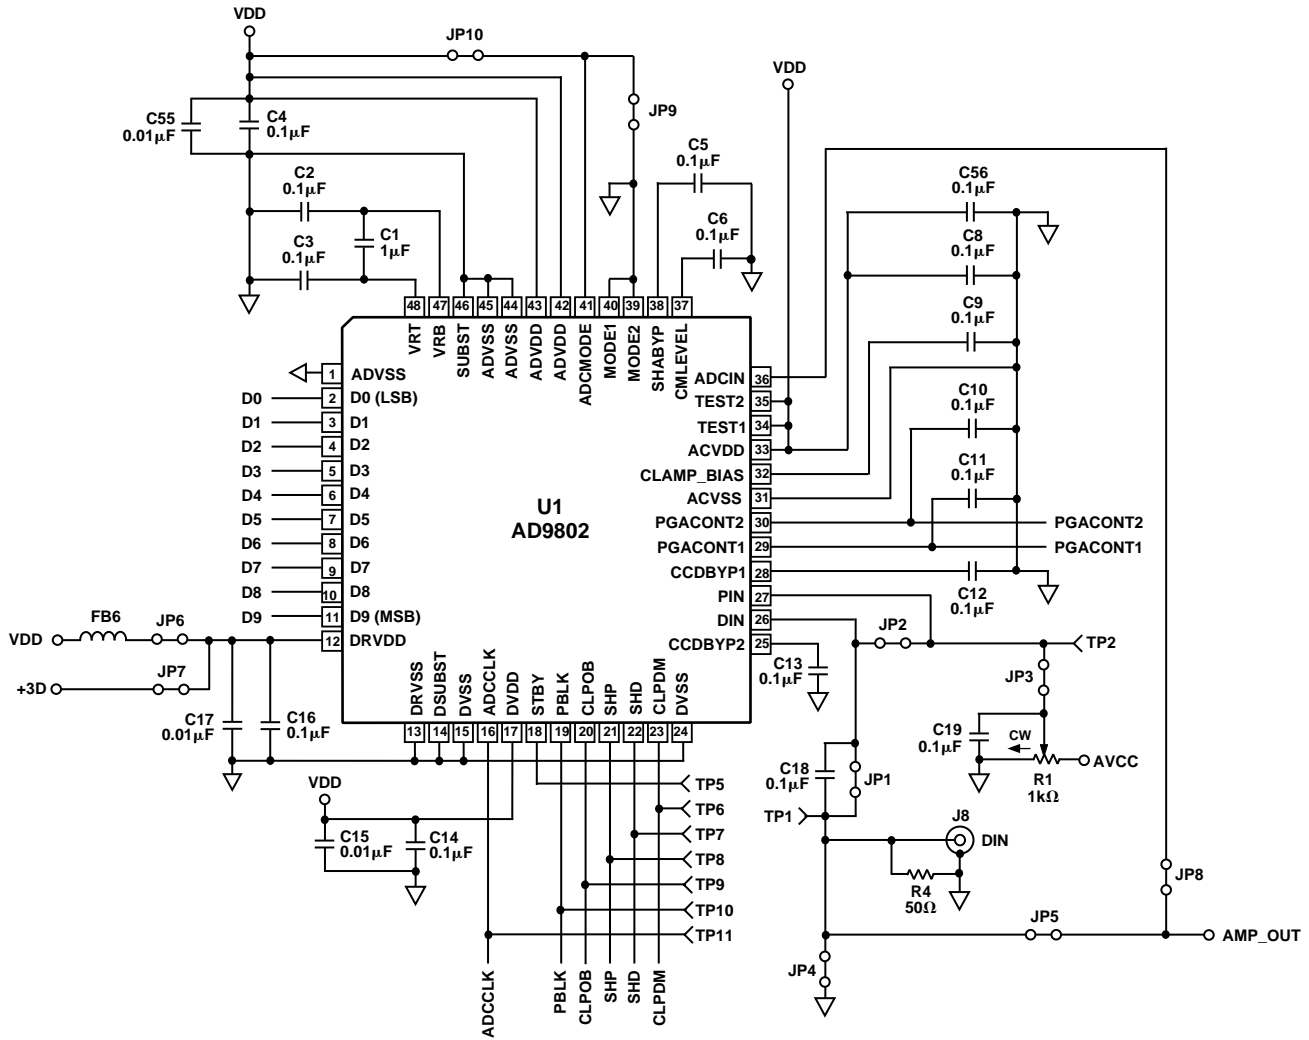 VDD
JP10
VDD
JP9
C55
0.01µF
C4
0.1µF
C5
0.1µF
C56
0.1µF
C2
0.1µF
C6
0.1µF
C8
0.1µF
C3
0.1µF
C1
1µF
C9
0.1µF
48 47 46 45 44 43 42 41 40 39 38 37
VRT
VRB
SUBST
ADVSS
ADVSS
ADVDD
ADVDD
ADCMODE
MODE1
MODE2
SHABYP
CMLEVEL
1 ADVSS
D0 2 D0 (LSB)
D1 3 D1
D2 4 D2
D3 5 D3
D4 6 D4
D5 7 D5
D6 8 D6
D7 9 D7
D8 10 D8
D9 11 D9 (MSB)
12 DRVDD
U1
AD9802
ADCIN 36
TEST2 35
TEST1 34
ACVDD 33
CLAMP_BIAS 32
ACVSS 31
PGACONT2 30 PGACONT2
PGACONT1 29 PGACONT1
CCDBYP1 28
PIN 27
DIN 26
CCDBYP2 25
C10
0.1µF
C11
0.1µF
C12
0.1µF
VDD
FB6
JP6
+3D
JP7
C17
0.01µF
C16
0.1µF
DRVSS
DSUBST
DVSS
ADCCLK
DVDD
STBY
PBLK
CLPOB
SHP
SHD
CLPDM
DVSS
13 14 15 16 17 18 19 20 21 22 23 24
JP2
TP2
C13
0.1µF
JP3
C19
0.1µF
CW
R1
1kΩ
AVCC
C18
0.1µF
JP1
TP1
J8
DIN
R4
50Ω
JP8
JP5
AMP_OUT
JP4
VDD
C15
0.01µF
C14
0.1µF
TP5
TP6
TP7
TP8
TP9
TP10
TP11
ADCCLK
PBLK
CLPOB
SHP
SHD
CLPDM